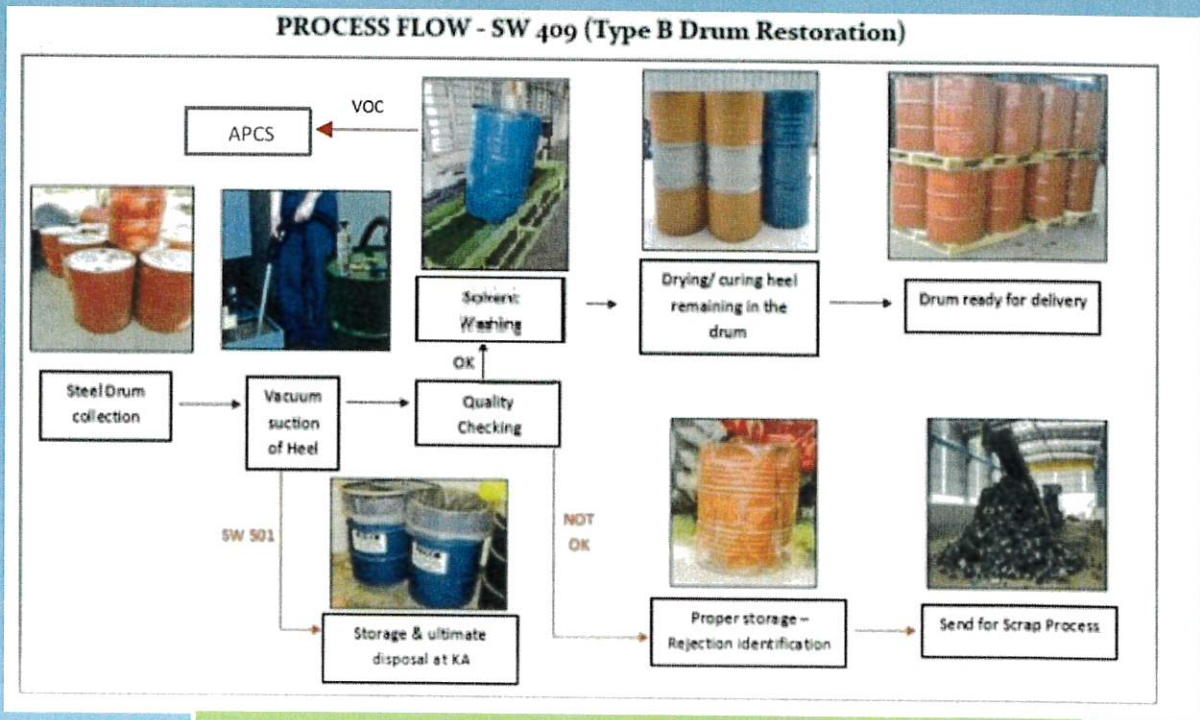 PROCESS FLOW - SW 409 (Type B Drum Restoration)
VOC
APCS
Solvent
Washing
Drying/ curing heel
remaining in the
drum
Drum ready for delivery
OK
Steel Drum
collection
Vacuum
suction
of Heel
Quality
Checking
SW 501
NOT
OK
Storage & ultimate
disposal at KA
Proper storage –
Rejection identification
Send for Scrap Process